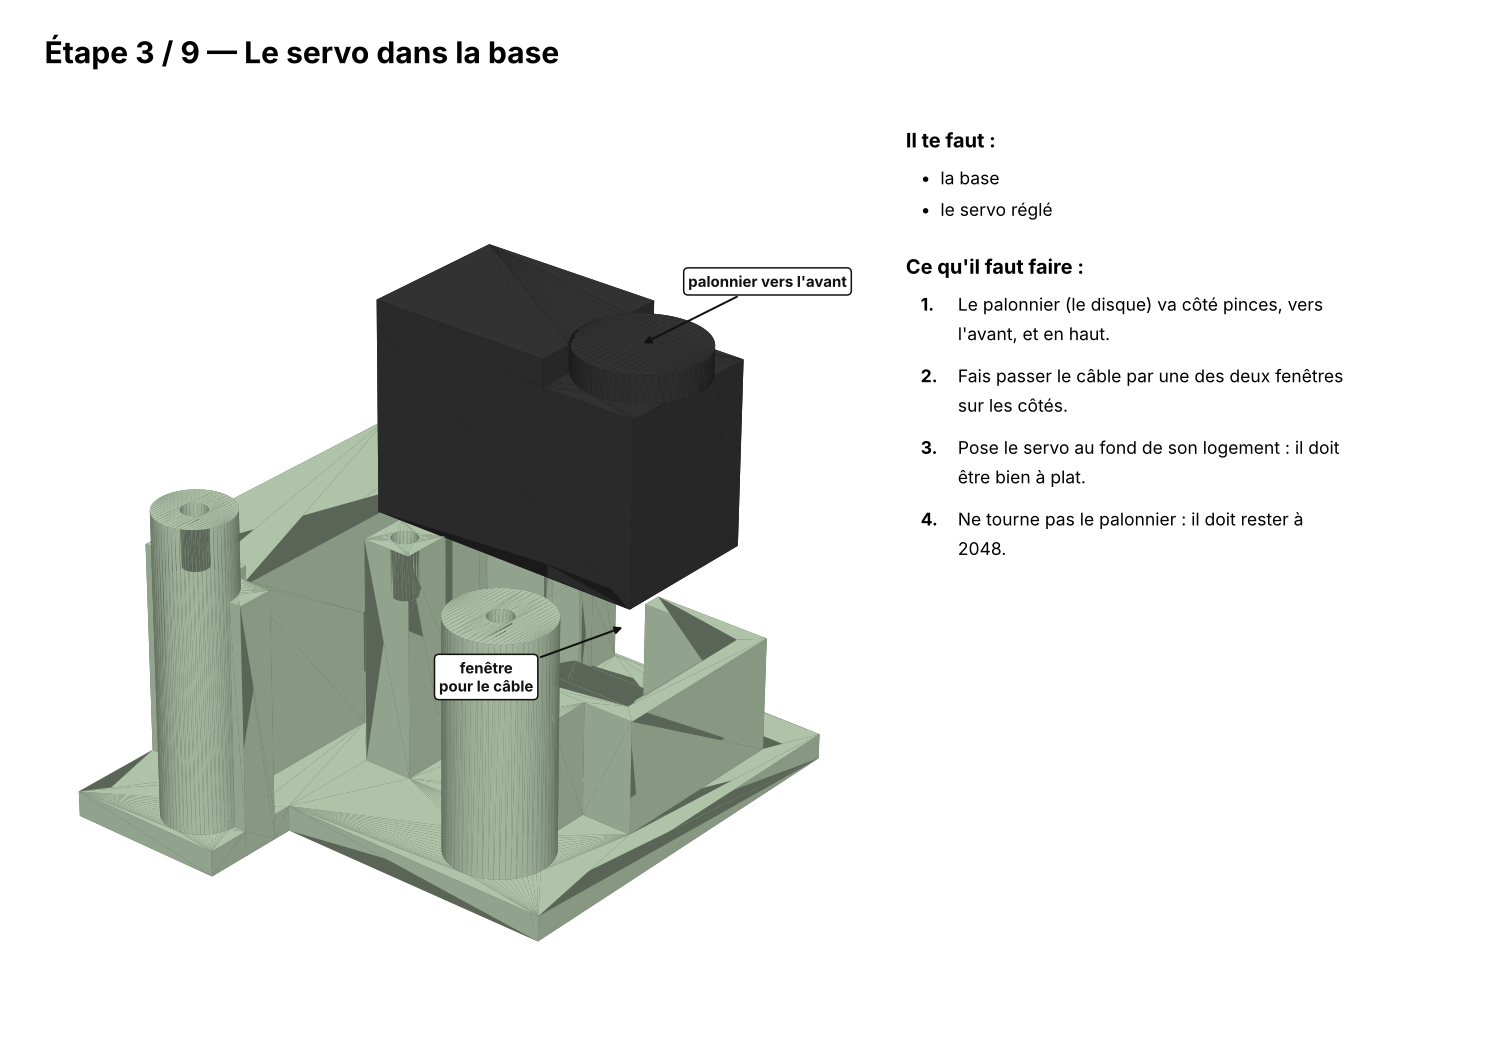 Étape 3 / 9 — Le servo dans la base
Il te faut :
• la base
• le servo réglé
Ce qu'il faut faire :
1. Le palonnier (le disque) va côté pinces, vers
l'avant, et en haut.
2. Fais passer le câble par une des deux fenêtres
sur les côtés.
3. Pose le servo au fond de son logement : il doit
être bien à plat.
4. Ne tourne pas le palonnier : il doit rester à
2048.
palonnier vers l'avant
fenêtre
pour le câble